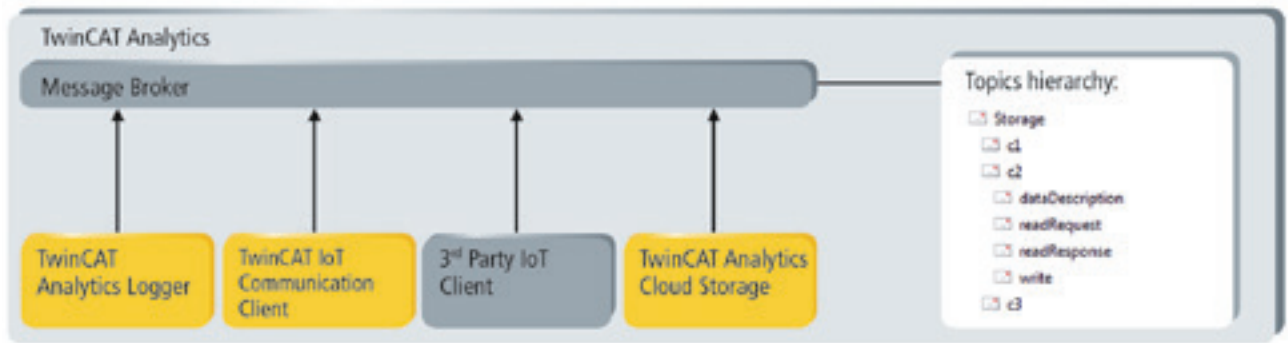 TwinCAT Analytics
Message Broker
TwinCAT
Analytics Logger
TwinCAT IoT
Communication
Client
3rd Party IoT
Client
TwinCAT Analytics
Cloud Storage
Topics hierarchy:
Storage
c1
c2
dataDescription
readRequest
readResponse
write
c3